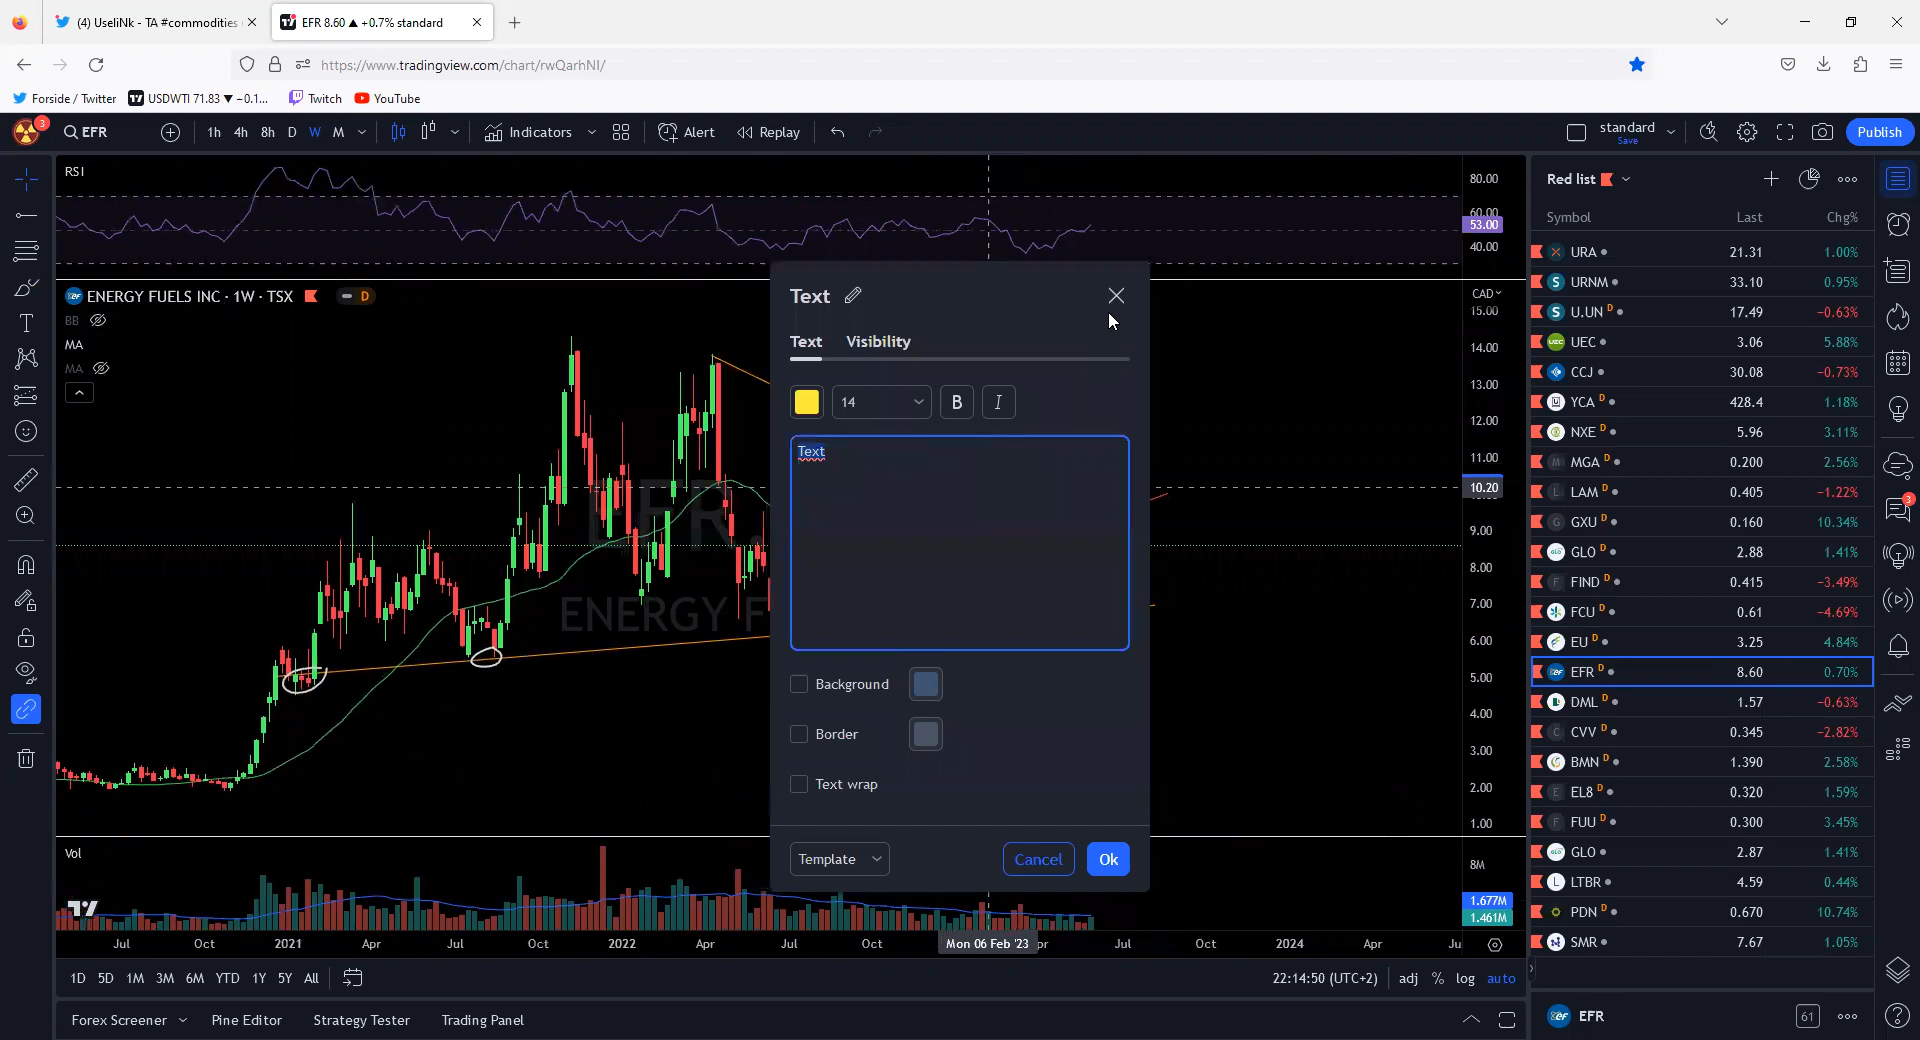 (4) UseliNk - TA #commodities
EFR 8.60 ▲ +0.7% standard
https://www.tradingview.com/chart/rwQarhNI/
Forside / Twitter
USDWTI 71.83 ▼ −0.1...
Twitch
YouTube
3
EFR
1h 4h 8h D W M
Indicators
Alert
Replay
standard
Save
Publish
RSI
80.00
60.00
53.00
40.00
ENERGY FUELS INC · 1W · TSX
D
BB
MA
MA
CAD
15.00
14.00
13.00
12.00
11.00
10.20
9.00
8.00
7.00
6.00
5.00
4.00
3.00
2.00
1.00
EFR
ENERGY F
Text
Text Visibility
14
B I
Text
Background
Border
Text wrap
Template
Cancel
Ok
Vol
8M
1.677M
1.461M
Jul Oct 2021 Apr Jul Oct 2022 Apr Jul Oct Mon 06 Feb '23 pr Jul Oct 2024 Apr Ju
1D 5D 1M 3M 6M YTD 1Y 5Y All
22:14:50 (UTC+2)
adj % log auto
Forex Screener
Pine Editor
Strategy Tester
Trading Panel
Red list
Symbol Last Chg%
URA 21.31 1.00%
URNM 33.10 0.95%
U.UN D 17.49 −0.63%
UEC 3.06 5.88%
CCJ 30.08 −0.73%
YCA D 428.4 1.18%
NXE D 5.96 3.11%
MGA D 0.200 2.56%
LAM D 0.405 −1.22%
GXU D 0.160 10.34%
GLO D 2.88 1.41%
FIND D 0.415 −3.49%
FCU D 0.61 −4.69%
EU D 3.25 4.84%
EFR D 8.60 0.70%
DML D 1.57 −0.63%
CVV D 0.345 −2.82%
BMN D 1.390 2.58%
EL8 D 0.320 1.59%
FUU D 0.300 3.45%
GLO 2.87 1.41%
LTBR 4.59 0.44%
PDN D 0.670 10.74%
SMR 7.67 1.05%
EFR
61
3